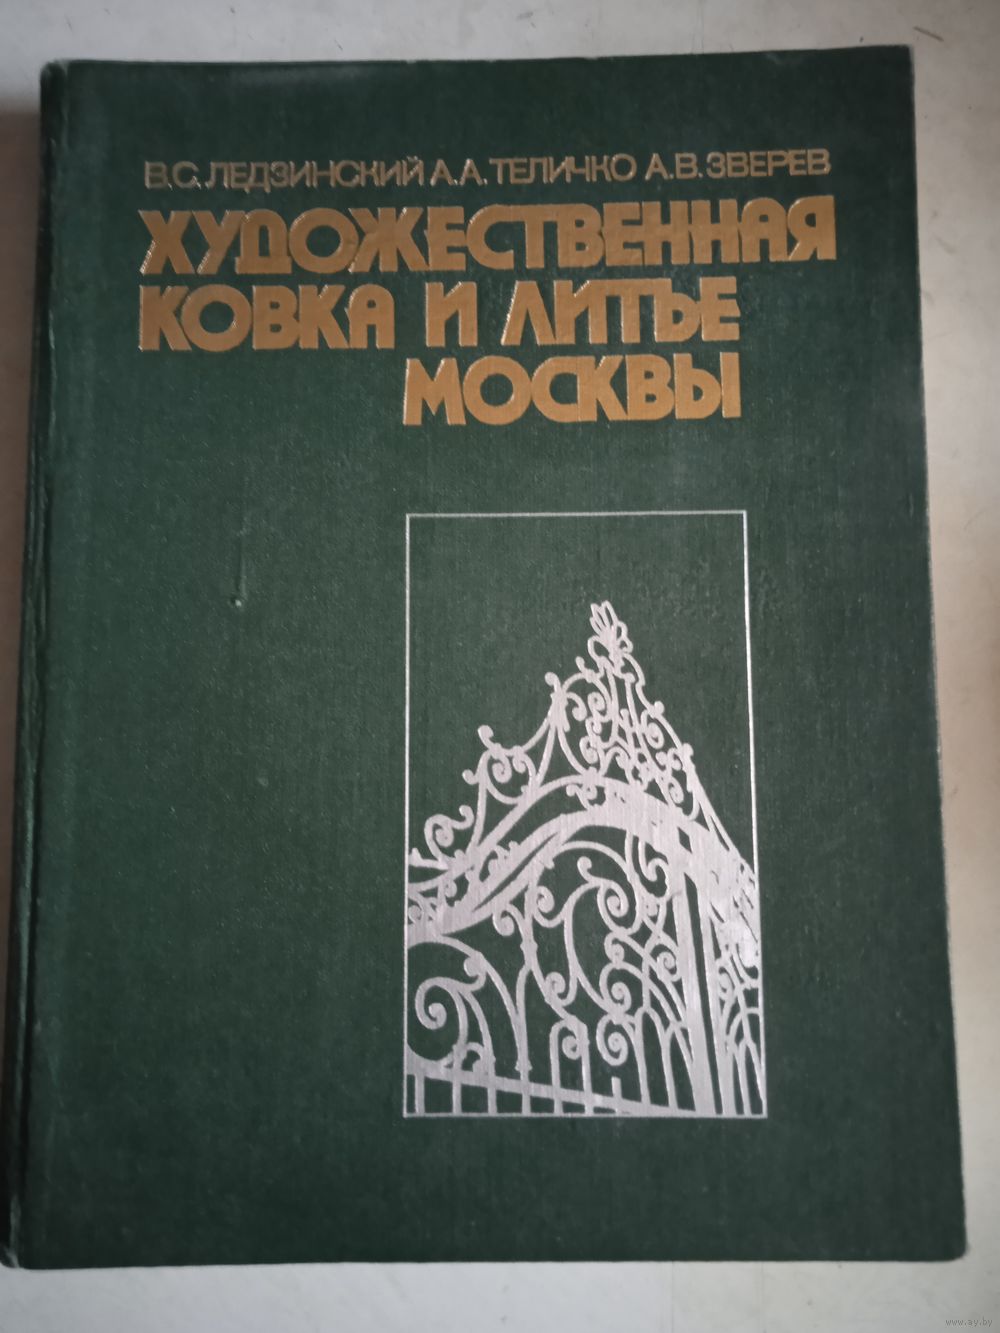 В.С.ЛЕДЗИНСКИЙ А.А.ТЕЛИЧКО А.В.ЗВЕРЕВ
ХУДОЖЕСТВЕННАЯ
КОВКА И ЛИТЬЕ
МОСКВЫ
www.ay.by